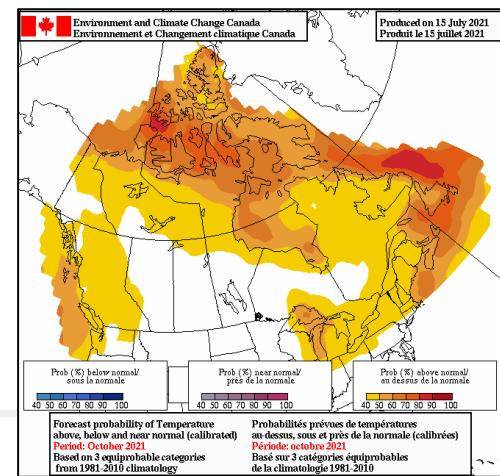 Environment and Climate Change Canada
Environnement et Changement climatique Canada
Produced on 15 July 2021
Produit le 15 juillet 2021
Prob (%) below normal/
sous la normale
40 50 60 70 80 90 100
Prob (%) near normal/
près de la normale
40 50 60 70 80 90 100
Prob (%) above normal/
au dessus de la normale
40 50 60 70 80 90 100
Forecast probability of Temperature
above, below and near normal (calibrated)
Period: October 2021
Based on 3 equiprobable categories
from 1981-2010 climatology
Probabilités prévues de températures
au-dessus, sous et près de la normale (calibrées)
Période: octobre 2021
Basé sur 3 catégories équiprobables
de la climatologie 1981-2010